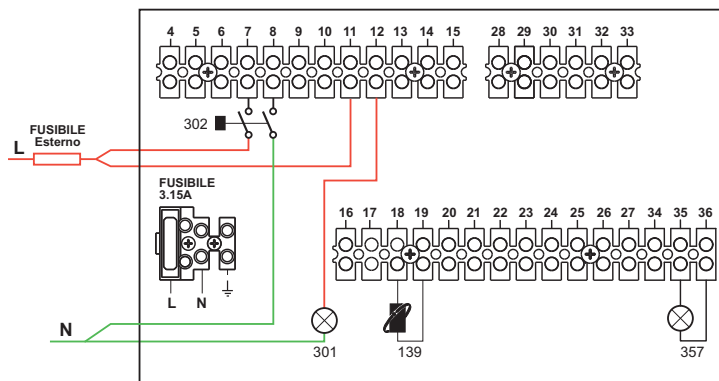 4 5 6 7 8 9 10 11 12 13 14 15
28 29 30 31 32 33
302
FUSIBILE
Esterno
L
FUSIBILE
3.15A
16 17 18 19 20 21 22 23 24 25 26 27 34 35 36
L N
N
301
139
357